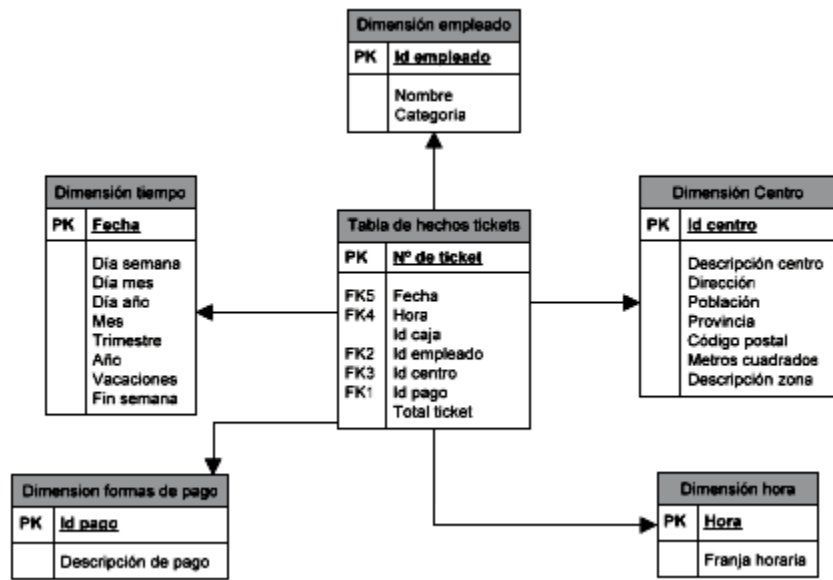 Dimensión empleado
PK Id empleado
Nombre
Categoria
Dimensión tiempo
PK Fecha
Día semana
Día mes
Día año
Mes
Trimestre
Año
Vacaciones
Fin semana
Tabla de hechos tickets
PK Nº de ticket
FK5 Fecha
FK4 Hora
Id caja
FK2 Id empleado
FK3 Id centro
FK1 Id pago
Total ticket
Dimensión Centro
PK Id centro
Descripción centro
Dirección
Población
Provincia
Código postal
Metros cuadrados
Descripción zona
Dimension formas de pago
PK Id pago
Descripción de pago
Dimensión hora
PK Hora
Franja horaria